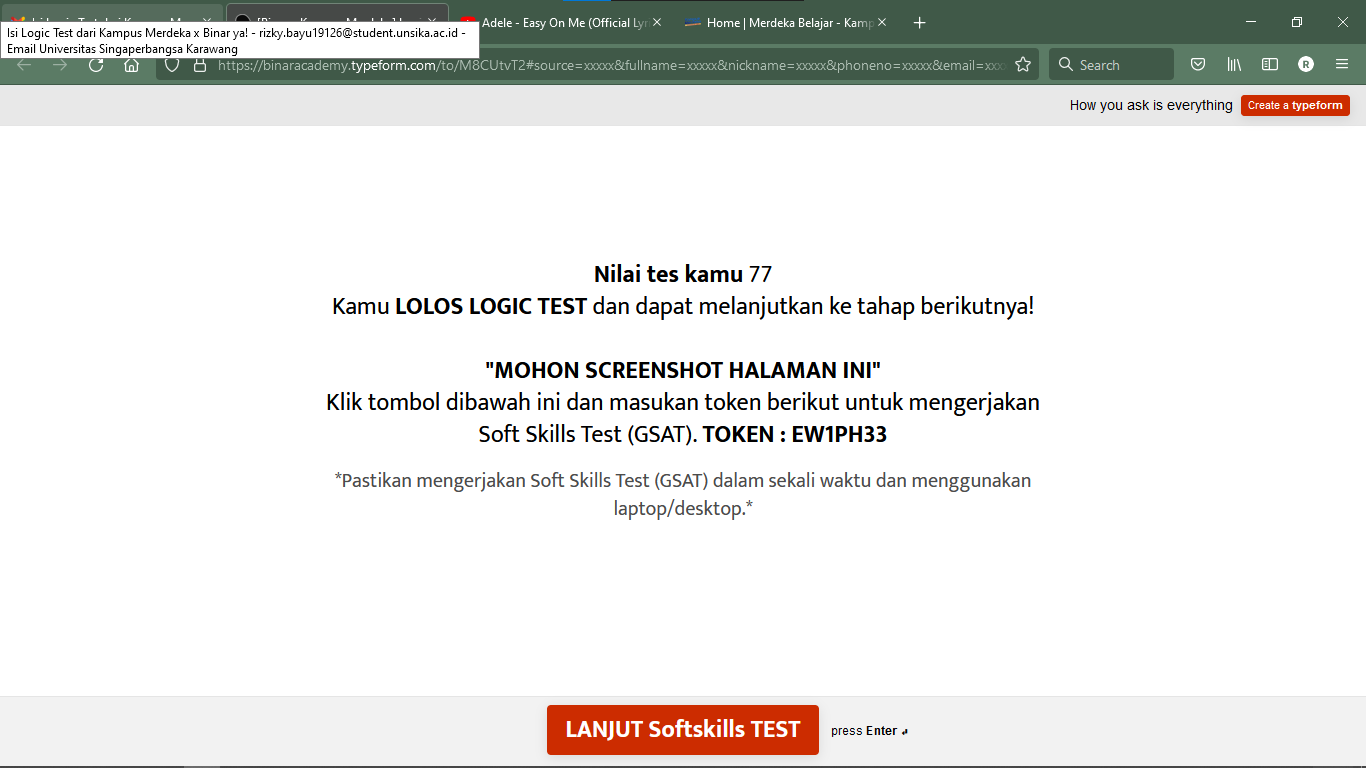 Adele - Easy On Me (Official Lyr
Home | Merdeka Belajar - Kamp
Isi Logic Test dari Kampus Merdeka x Binar ya! - rizky.bayu19126@student.unsika.ac.id -
Email Universitas Singaperbangsa Karawang
https://binaracademy.typeform.com/to/M8CUtvT2#source=xxxxx&fullname=xxxxx&nickname=xxxxx&phoneno=xxxxx&email=xxx
Search
R
How you ask is everything
Create a typeform
Nilai tes kamu 77
Kamu LOLOS LOGIC TEST dan dapat melanjutkan ke tahap berikutnya!
"MOHON SCREENSHOT HALAMAN INI"
Klik tombol dibawah ini dan masukan token berikut untuk mengerjakan
Soft Skills Test (GSAT). TOKEN : EW1PH33
*Pastikan mengerjakan Soft Skills Test (GSAT) dalam sekali waktu dan menggunakan
laptop/desktop.*
LANJUT Softskills TEST
press Enter ↲